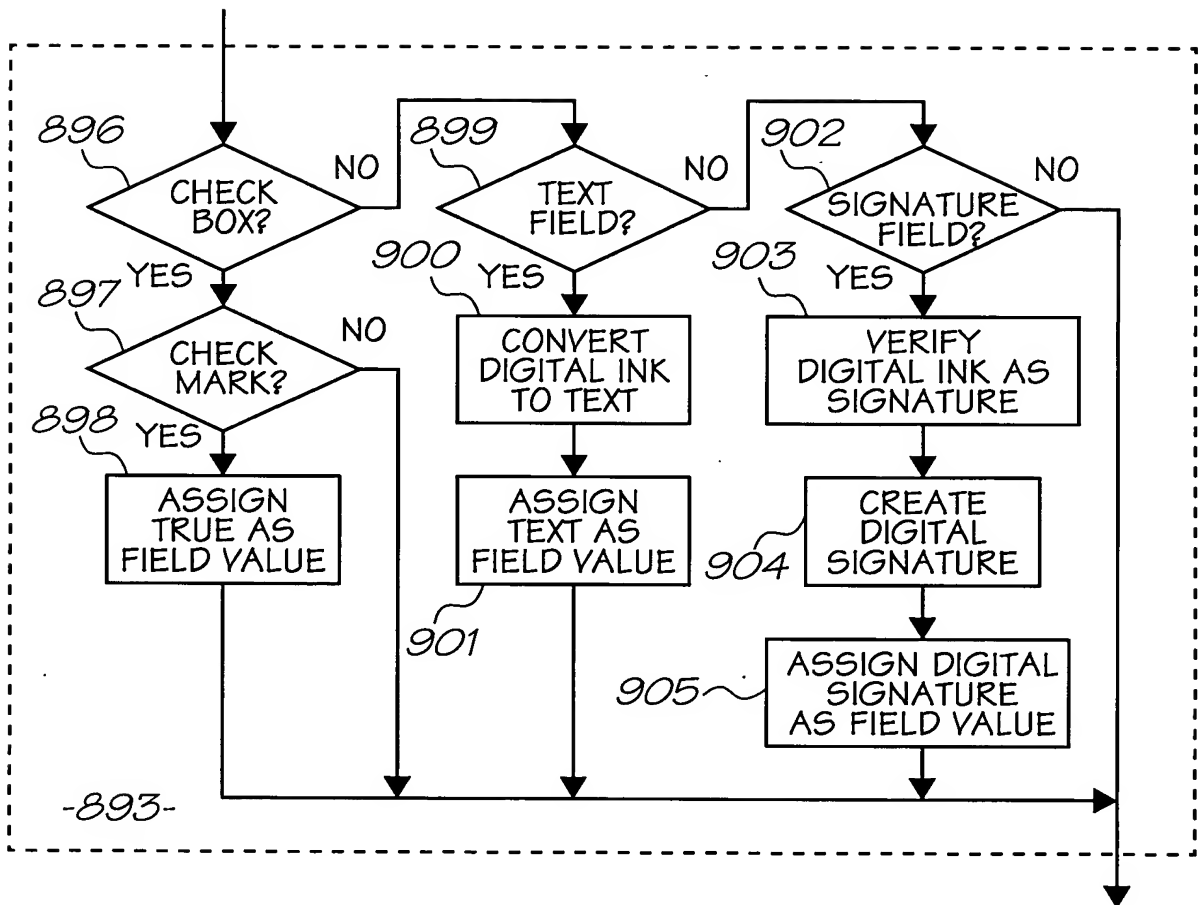 896
CHECK
BOX?
NO
YES
897
CHECK
MARK?
NO
YES
898
ASSIGN
TRUE AS
FIELD VALUE
899
TEXT
FIELD?
NO
YES
900
CONVERT
DIGITAL INK
TO TEXT
ASSIGN
TEXT AS
FIELD VALUE
901
902
SIGNATURE
FIELD?
NO
YES
903
VERIFY
DIGITAL INK AS
SIGNATURE
CREATE
DIGITAL
SIGNATURE
904
ASSIGN DIGITAL
SIGNATURE
AS FIELD VALUE
905
-893-